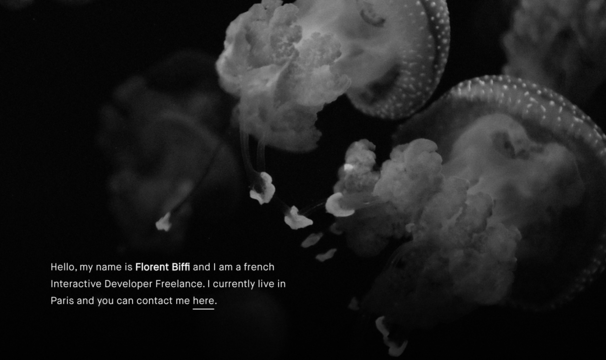 Hello, my name is Florent Biffi and I am a french
Interactive Developer Freelance. I currently live in
Paris and you can contact me here.